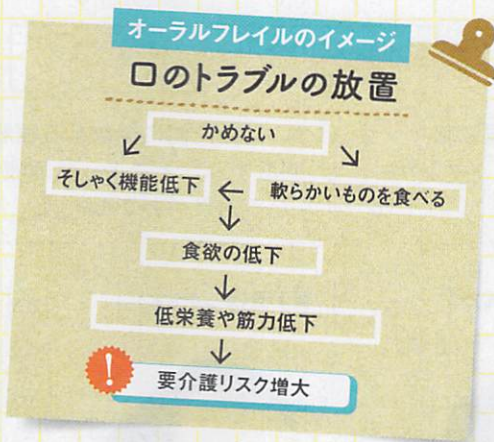 オーラルフレイルのイメージ
口のトラブルの放置
かめない
そしゃく機能低下
軟らかいものを食べる
食欲の低下
低栄養や筋力低下
!
要介護リスク増大